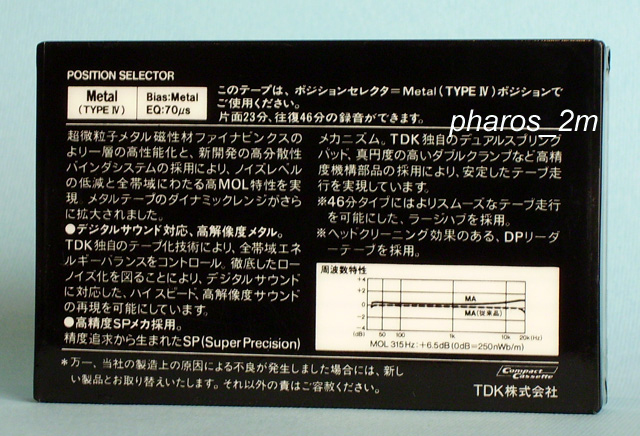 POSITION SELECTOR
Metal
(TYPE Ⅳ)
Bias:Metal
EQ:70μs
このテープは、ポジションセレクタ=Metal(TYPE Ⅳ)ポジションで
ご使用ください。
片面23分、往復46分の録音ができます。
pharos_2m
超微粒子メタル磁性材ファイナビンクスの
より一層の高性能化と、新開発の高分散性
バインダシステムの採用により、ノイズレベル
の低減と全帯域にわたる高MOL特性を実
現。メタルテープのダイナミックレンジがさら
に拡大されました。
●デジタルサウンド対応、高解像度メタル。
TDK独自のテープ化技術により、全帯域エネ
ルギーバランスをコントロール。徹底したロー
ノイズ化を図ることにより、デジタルサウンド
に対応した、ハイスピード、高解像度サウンド
の再現を可能にしています。
●高精度SPメカ採用。
精度追求から生まれたSP(Super Precision)
メカニズム。TDK独自のデュアルスプリング
パッド、真円度の高いダブルクランプなど高精
度機構部品の採用により、安定したテープ走
行を実現しています。
※46分タイプにはよりスムーズなテープ走行
を可能にした、ラージハブを採用。
※ヘッドクリーニング効果のある、DPリーダ
ーテープを採用。
周波数特性
+4
+2
0
-2
-4
MA
MA(従来品)
50 100 1k 10k 20k(Hz)
MOL 315Hz:+6.5dB(0dB=250nWb/m)
*万一、当社の製造上の原因による不良が発生しました場合には、新し
い製品とお取り替えいたします。それ以外の責はご容赦ください。
Compact
Cassette
TDK株式会社